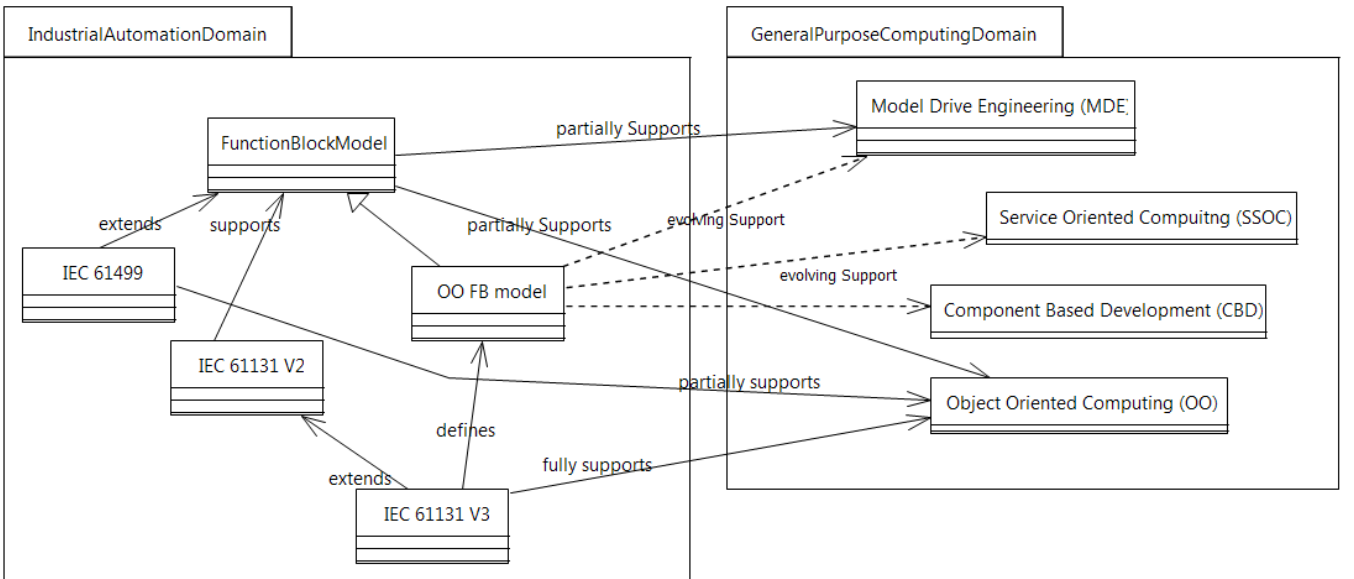 IndustrialAutomationDomain
GeneralPurposeComputingDomain
Model Drive Engineering (MDE)
partially Supports
FunctionBlockModel
extends
supports
partially Supports
evolving Support
Service Oriented Compuitng (SSOC)
IEC 61499
OO FB model
evolving Support
Component Based Development (CBD)
IEC 61131 V2
partially supports
Object Oriented Computing (OO)
defines
fully supports
extends
IEC 61131 V3